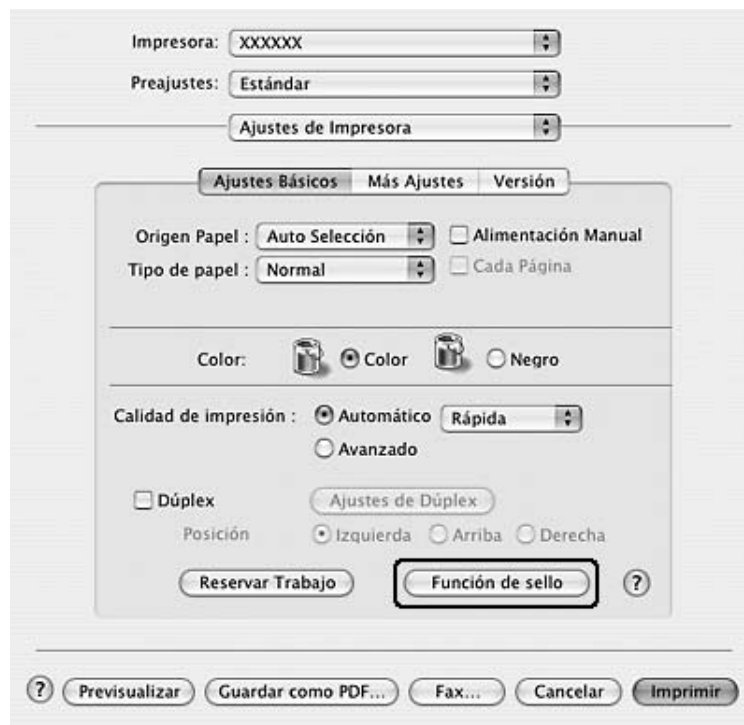 Impresora: XXXXXX
Preajustes: Estándar
Ajustes de Impresora
Ajustes Básicos Más Ajustes Versión
Origen Papel : Auto Selección Alimentación Manual
Tipo de papel : Normal Cada Página
Color: Color Negro
Calidad de impresión : Automático Rápida
Avanzado
Dúplex Ajustes de Dúplex
Posición Izquierda Arriba Derecha
Reservar Trabajo Función de sello ?
? Previsualizar Guardar como PDF... Fax... Cancelar Imprimir